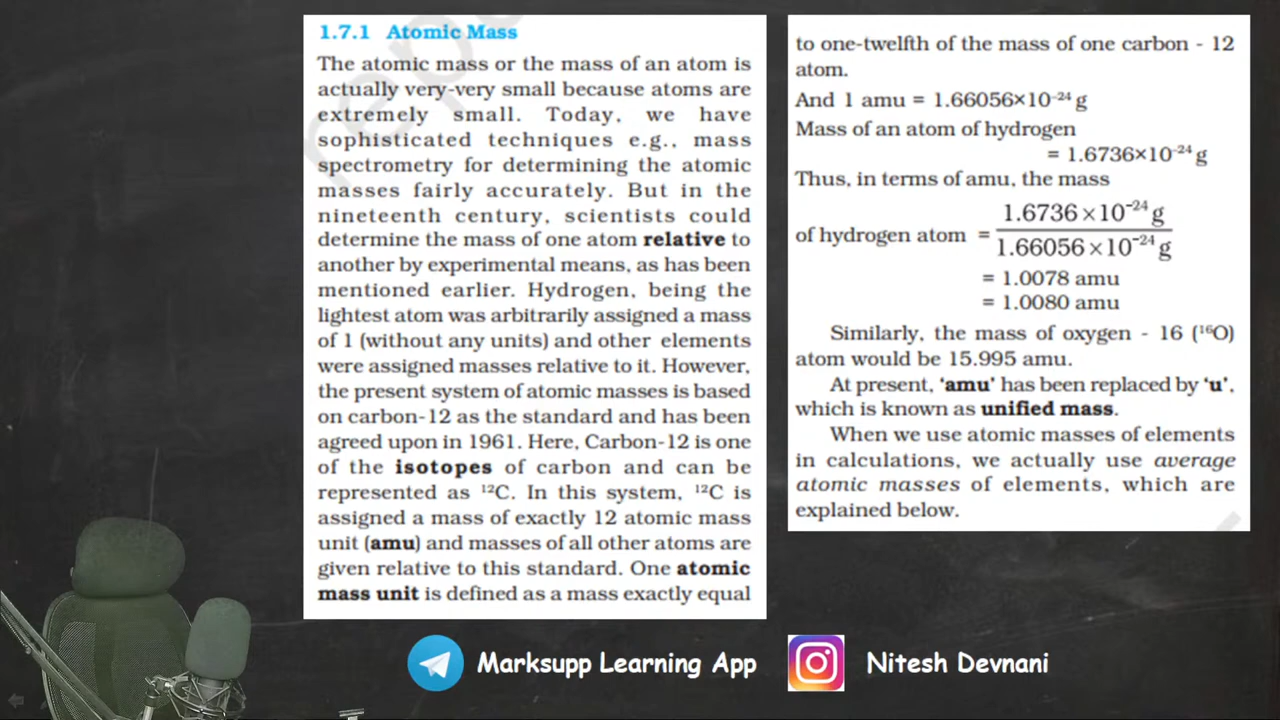 1.7.1 Atomic Mass
The atomic mass or the mass of an atom is
actually very-very small because atoms are
extremely small. Today, we have
sophisticated techniques e.g., mass
spectrometry for determining the atomic
masses fairly accurately. But in the
nineteenth century, scientists could
determine the mass of one atom relative to
another by experimental means, as has been
mentioned earlier. Hydrogen, being the
lightest atom was arbitrarily assigned a mass
of 1 (without any units) and other elements
were assigned masses relative to it. However,
the present system of atomic masses is based
on carbon-12 as the standard and has been
agreed upon in 1961. Here, Carbon-12 is one
of the isotopes of carbon and can be
represented as ¹²C. In this system, ¹²C is
assigned a mass of exactly 12 atomic mass
unit (amu) and masses of all other atoms are
given relative to this standard. One atomic
mass unit is defined as a mass exactly equal
to one-twelfth of the mass of one carbon - 12
atom.
And 1 amu = 1.66056×10⁻²⁴ g
Mass of an atom of hydrogen
= 1.6736×10⁻²⁴ g
Thus, in terms of amu, the mass
1.6736 ×10⁻²⁴ g
of hydrogen atom =
1.66056 ×10⁻²⁴ g
= 1.0078 amu
= 1.0080 amu
Similarly, the mass of oxygen - 16 (¹⁶O)
atom would be 15.995 amu.
At present, ‘amu’ has been replaced by ‘u’,
which is known as unified mass.
When we use atomic masses of elements
in calculations, we actually use average
atomic masses of elements, which are
explained below.
Marksupp Learning App
Nitesh Devnani